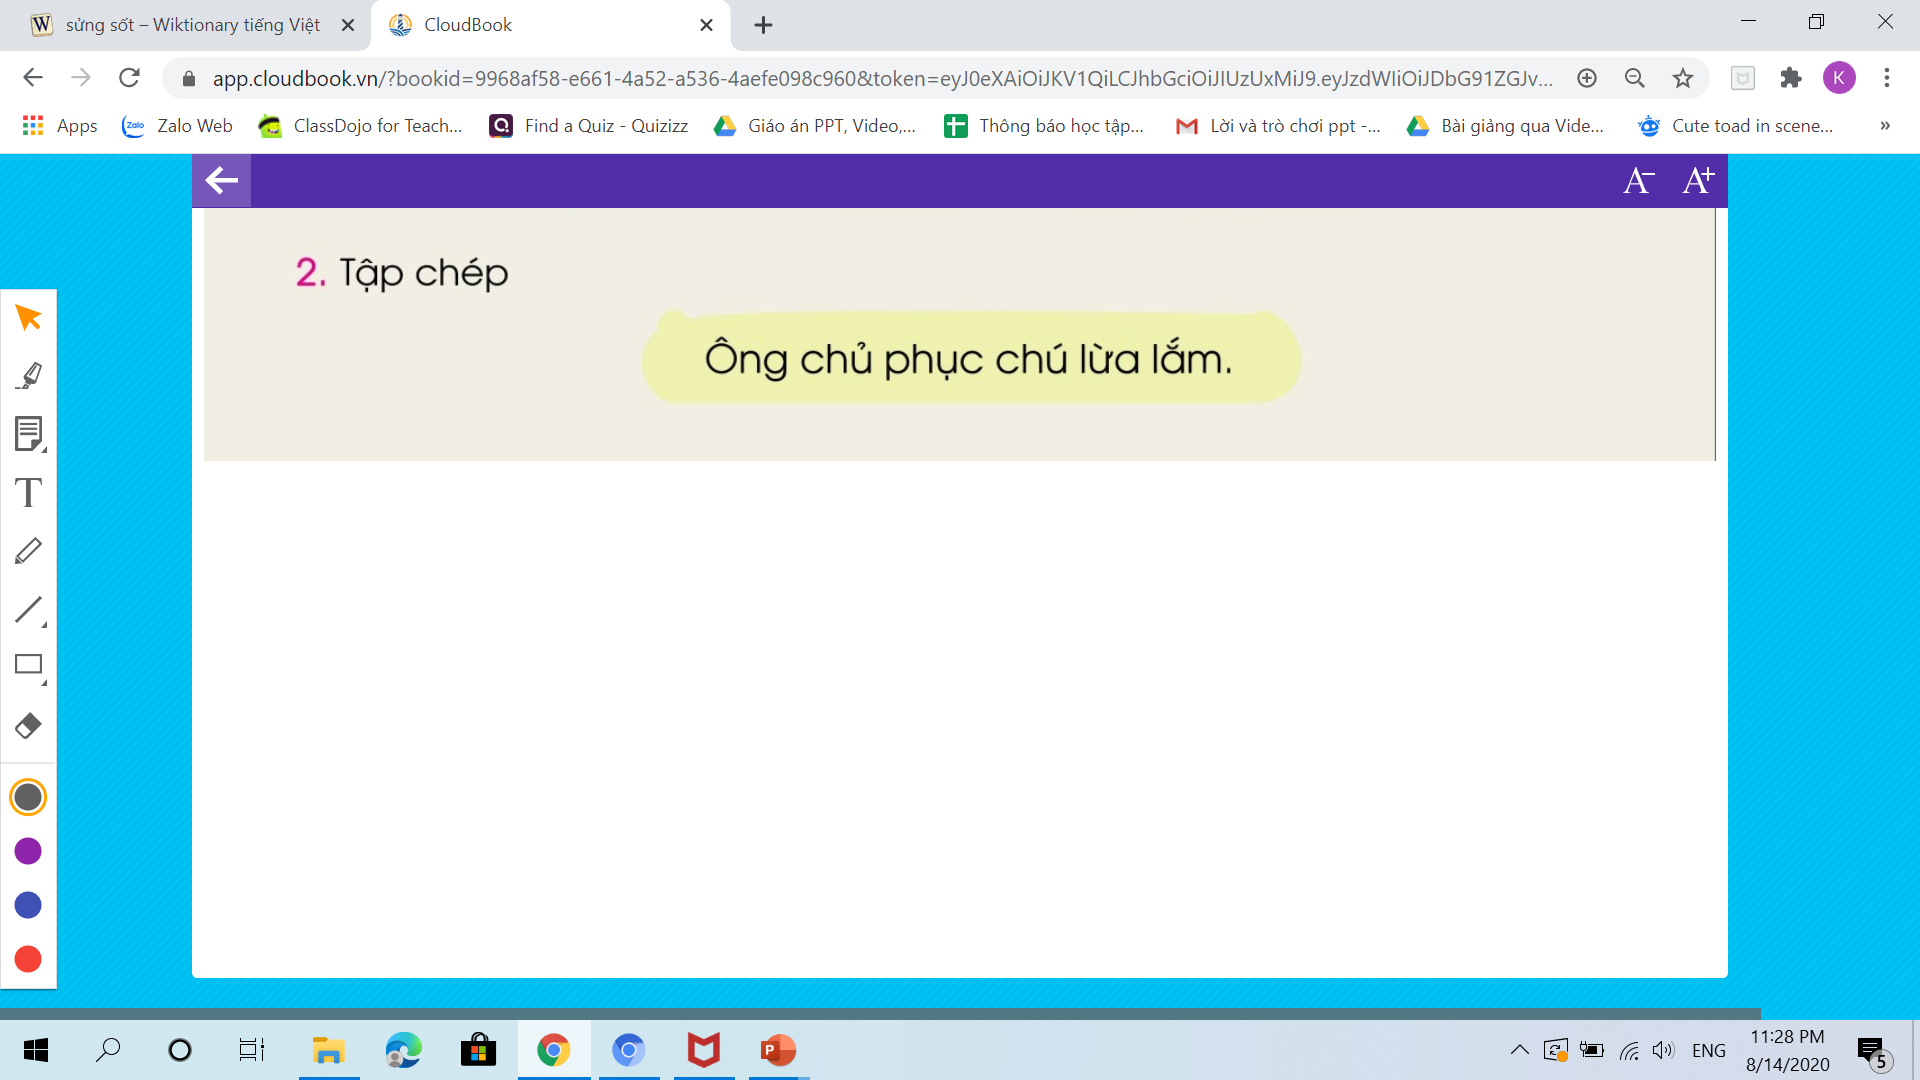 sửng sốt – Wiktionary tiếng Việt
CloudBook
app.cloudbook.vn/?bookid=9968af58-e661-4a52-a536-4aefe098c960&token=eyJ0eXAiOiJKV1QiLCJhbGciOiJIUzUxMiJ9.eyJzdWIiOiJDbG91ZGJv...
K
Apps
Zalo Web
ClassDojo for Teach...
Find a Quiz - Quizizz
Giáo án PPT, Video,...
Thông báo học tập...
Lời và trò chơi ppt -...
Bài giảng qua Vide...
Cute toad in scene...
»
A- A+
2. Tập chép
Ông chủ phục chú lừa lắm.
T
ENG
11:28 PM
8/14/2020
5